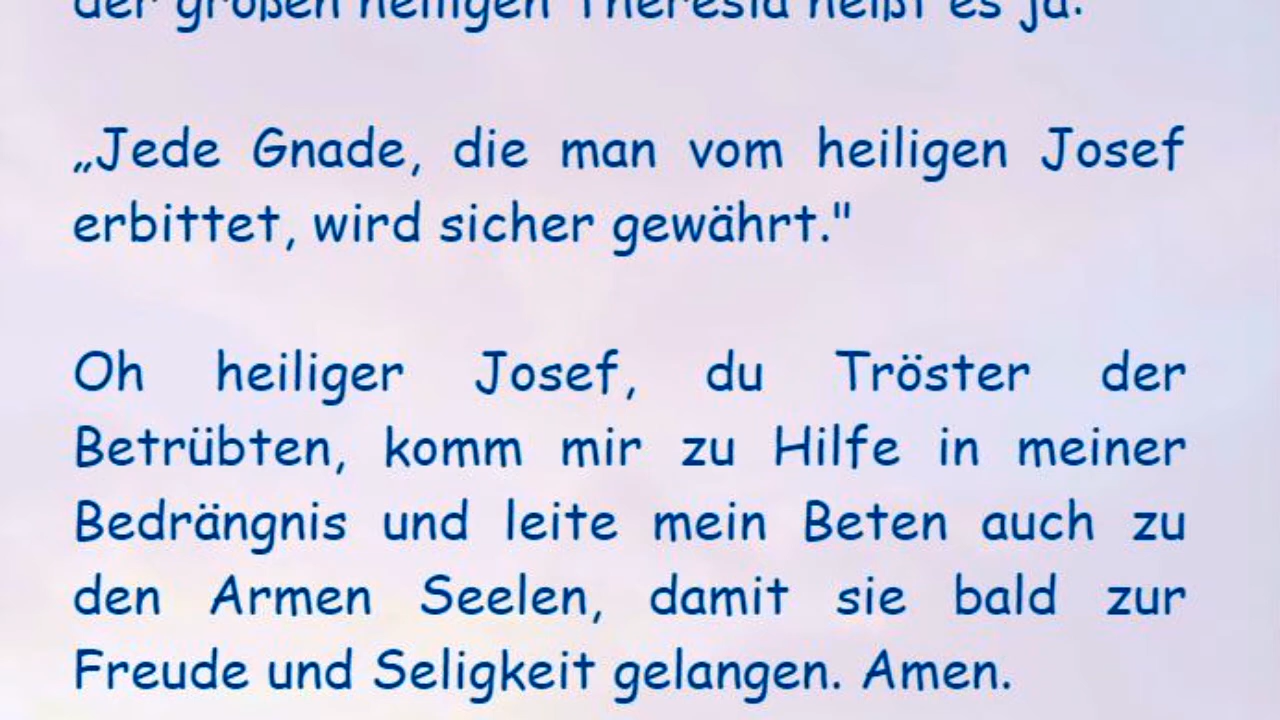 der großen heiligen Theresia heißt es ja:
„Jede Gnade, die man vom heiligen Josef
erbittet, wird sicher gewährt."
Oh heiliger Josef, du Tröster der
Betrübten, komm mir zu Hilfe in meiner
Bedrängnis und leite mein Beten auch zu
den Armen Seelen, damit sie bald zur
Freude und Seligkeit gelangen. Amen.